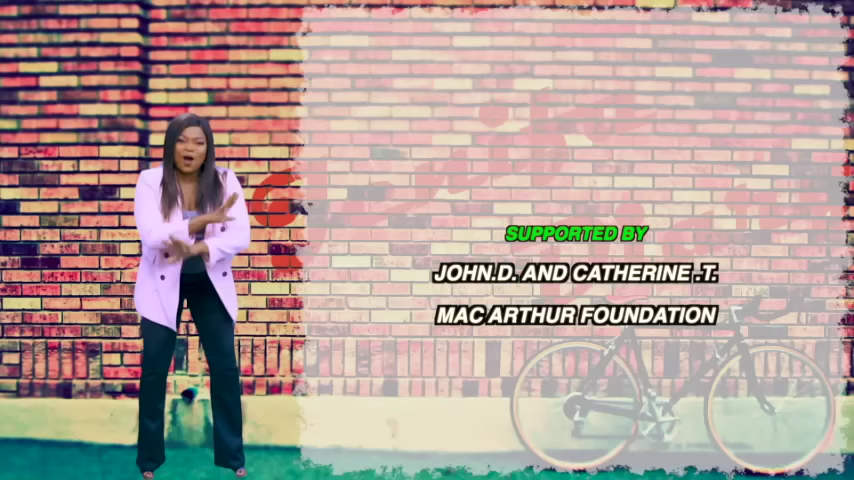 SUPPORTED BY
JOHN.D. AND CATHERINE .T.
MAC ARTHUR FOUNDATION